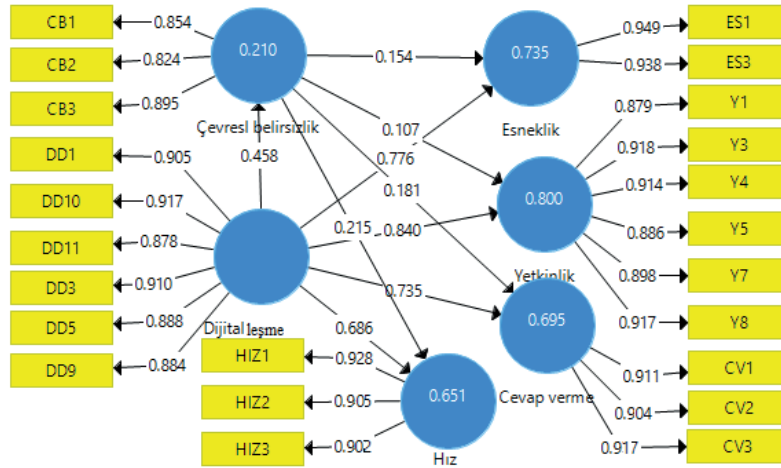 CB1
0.854
CB2
0.824
CB3
0.895
0.210
Çevresl belirsizlik
0.154
0.735
Esneklik
0.949
ES1
0.938
ES3
0.107
0.776
0.181
0.458
0.215
DD1
0.905
DD10
0.917
DD11
0.878
DD3
0.910
DD5
0.888
DD9
0.884
Dijital leşme
0.840
0.800
Yetkinlik
0.879
Y1
0.918
Y3
0.914
Y4
0.886
Y5
0.898
Y7
0.917
Y8
0.735
0.686
0.695
Cevap verme
0.911
CV1
0.904
CV2
0.917
CV3
HIZ1
0.928
HIZ2
0.905
HIZ3
0.902
0.651
Hız